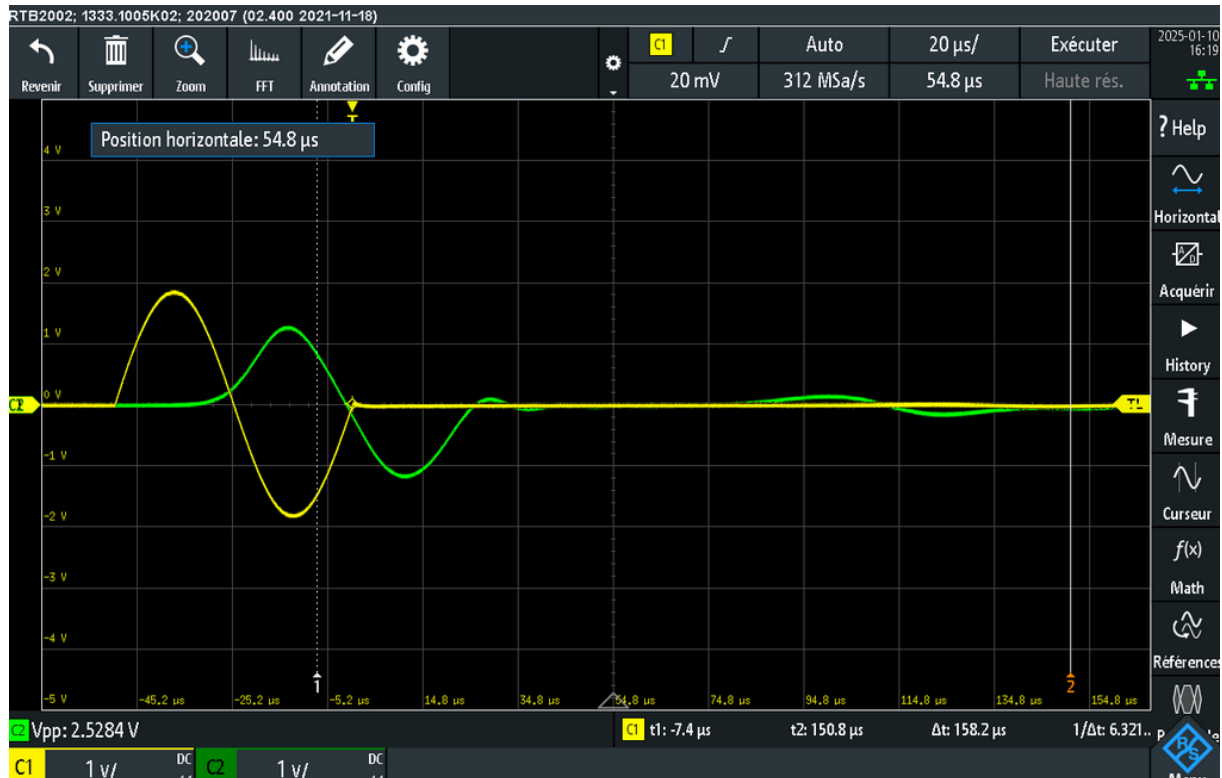 RTB2002; 1333.1005K02; 202007 (02.400 2021-11-18)
Revenir Supprimer Zoom FFT Annotation Config
C1 Auto 20 µs/ Exécuter
20 mV 312 MSa/s 54.8 µs Haute rés.
2025-01-10
16:19
Position horizontale: 54.8 µs
T
4 V
3 V
2 V
1 V
0 V
-1 V
-2 V
-3 V
-4 V
-5 V
-45.2 µs -25.2 µs -5.2 µs 14.8 µs 34.8 µs 54.8 µs 74.8 µs 94.8 µs 114.8 µs 134.8 µs 154.8 µs
1
2
? Help
Horizontal
Acquérir
History
Mesure
Curseur
f(x)
Math
Références
C2 Vpp: 2.5284 V
C1 t1: -7.4 µs t2: 150.8 µs Δt: 158.2 µs 1/Δt: 6.321..
R&S
C1 1 V/ DC C2 1 V/ DC